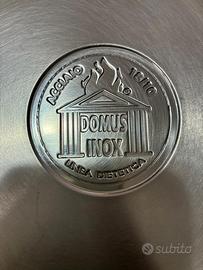 ACCIAIO 18/10
DOMUS
INOX
LINEA DIETETICA
subito